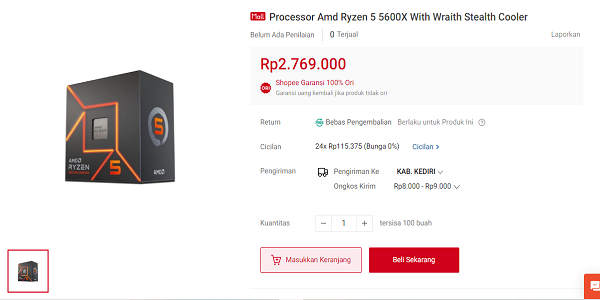 Mall Processor Amd Ryzen 5 5600X With Wraith Stealth Cooler
Belum Ada Penilaian 0 Terjual Laporkan
Rp2.769.000
ORI Shopee Garansi 100% Ori
Garansi uang kembali jika produk tidak ori
Return Bebas Pengembalian Berlaku untuk Produk Ini ?
Cicilan 24x Rp115.375 (Bunga 0%) Cicilan >
Pengiriman Pengiriman Ke KAB. KEDIRI
Ongkos Kirim Rp8.000 - Rp9.000
Kuantitas − 1 + tersisa 100 buah
Masukkan Keranjang Beli Sekarang
5
AMD
RYZEN
5
AMD